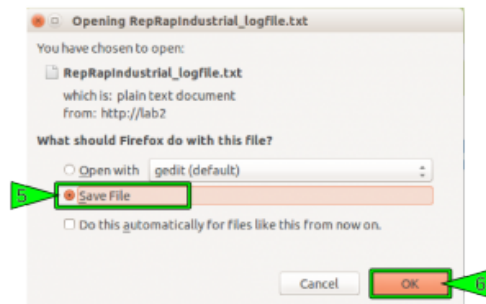 Opening RepRapIndustrial_logfile.txt
You have chosen to open:
RepRapIndustrial_logfile.txt
which is: plain text document
from: http://lab2
What should Firefox do with this file?
Open with gedit (default)
5 Save File
Do this automatically for files like this from now on.
Cancel OK 6